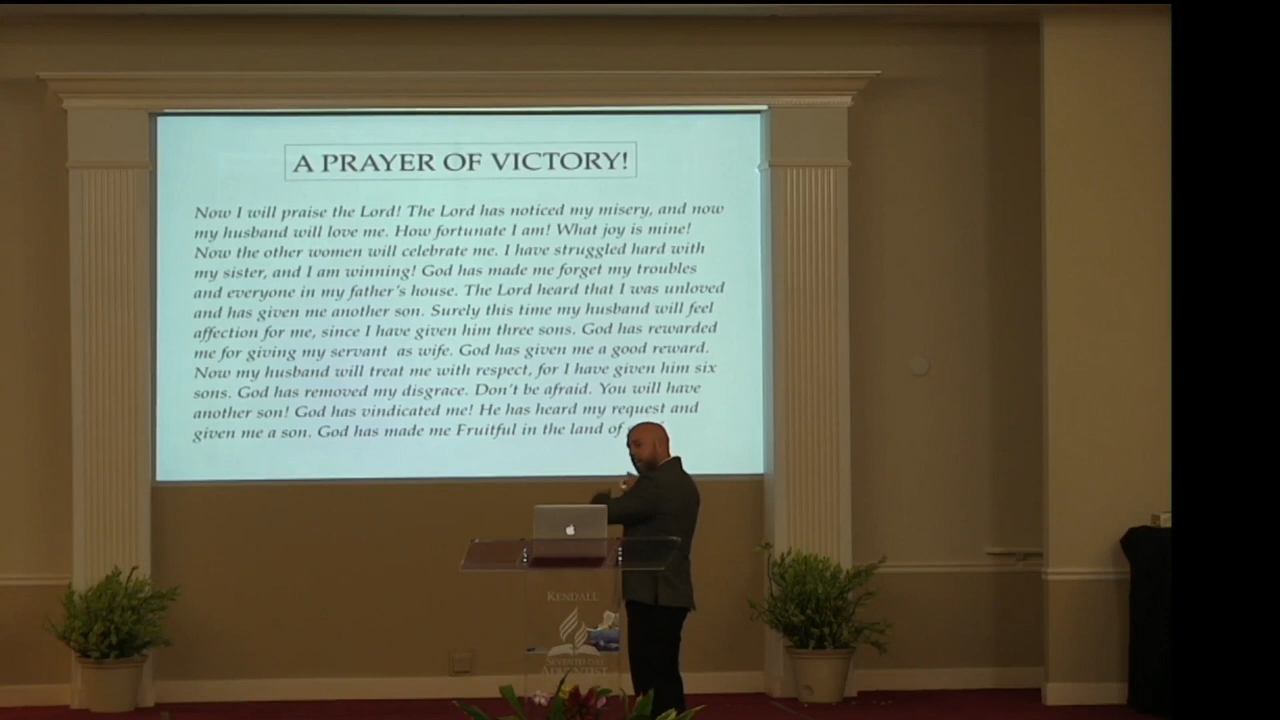 A PRAYER OF VICTORY!
Now I will praise the Lord! The Lord has noticed my misery, and now
my husband will love me. How fortunate I am! What joy is mine!
Now the other women will celebrate me. I have struggled hard with
my sister, and I am winning! God has made me forget my troubles
and everyone in my father's house. The Lord heard that I was unloved
and has given me another son. Surely this time my husband will feel
affection for me, since I have given him three sons. God has rewarded
me for giving my servant as wife. God has given me a good reward.
Now my husband will treat me with respect, for I have given him six
sons. God has removed my disgrace. Don't be afraid. You will have
another son! God has vindicated me! He has heard my request and
given me a son. God has made me Fruitful in the land of
KENDALL
SEVENTH-DAY
ADVENTIST